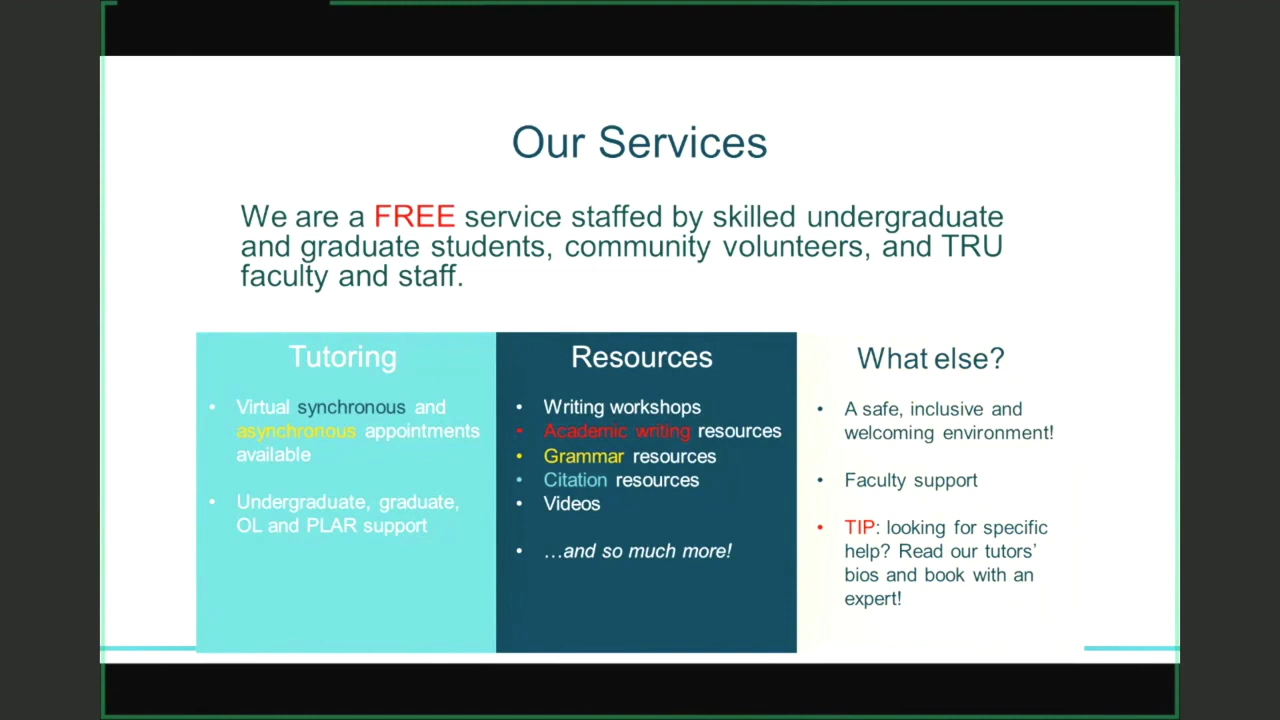 Our Services
We are a FREE service staffed by skilled undergraduate
and graduate students, community volunteers, and TRU
faculty and staff.
Tutoring
• Virtual synchronous and
asynchronous appointments
available
• Undergraduate, graduate,
OL and PLAR support
Resources
• Writing workshops
• Academic writing resources
• Grammar resources
• Citation resources
• Videos
• …and so much more!
What else?
• A safe, inclusive and
welcoming environment!
• Faculty support
• TIP: looking for specific
help? Read our tutors’
bios and book with an
expert!